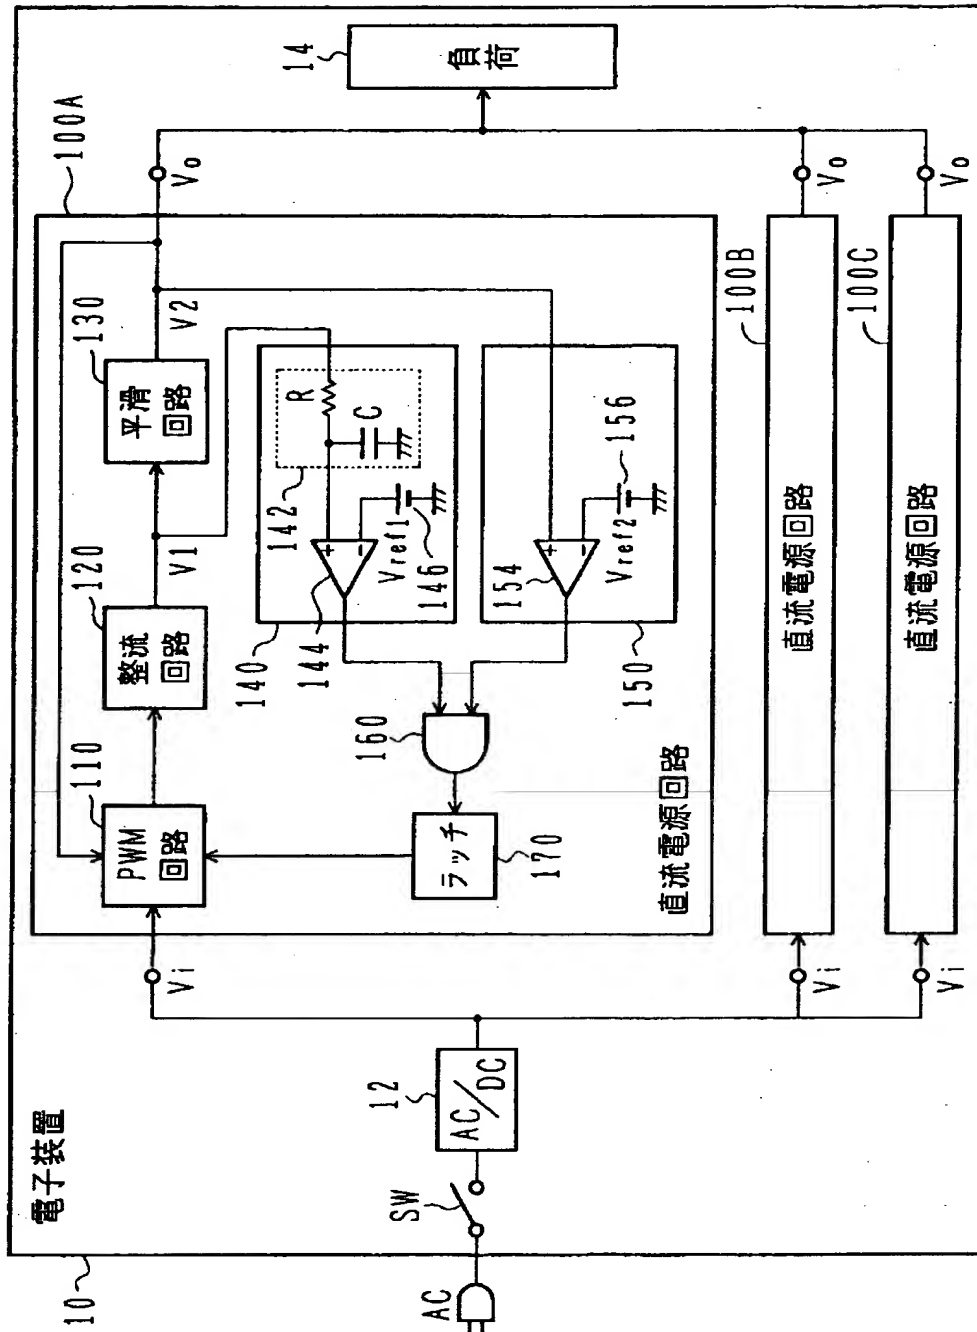 10
電子装置
AC
SW
12
AC/DC
Vi
Vi
Vi
100A
110
PWM
回路
120
整流
回路
V1
130
平滑
回路
V2
Vo
140
142
R
C
144
Vref1
146
150
154
Vref2
156
160
ラッチ
170
直流電源回路
100B
直流電源回路
Vo
100C
直流電源回路
Vo
14
負荷